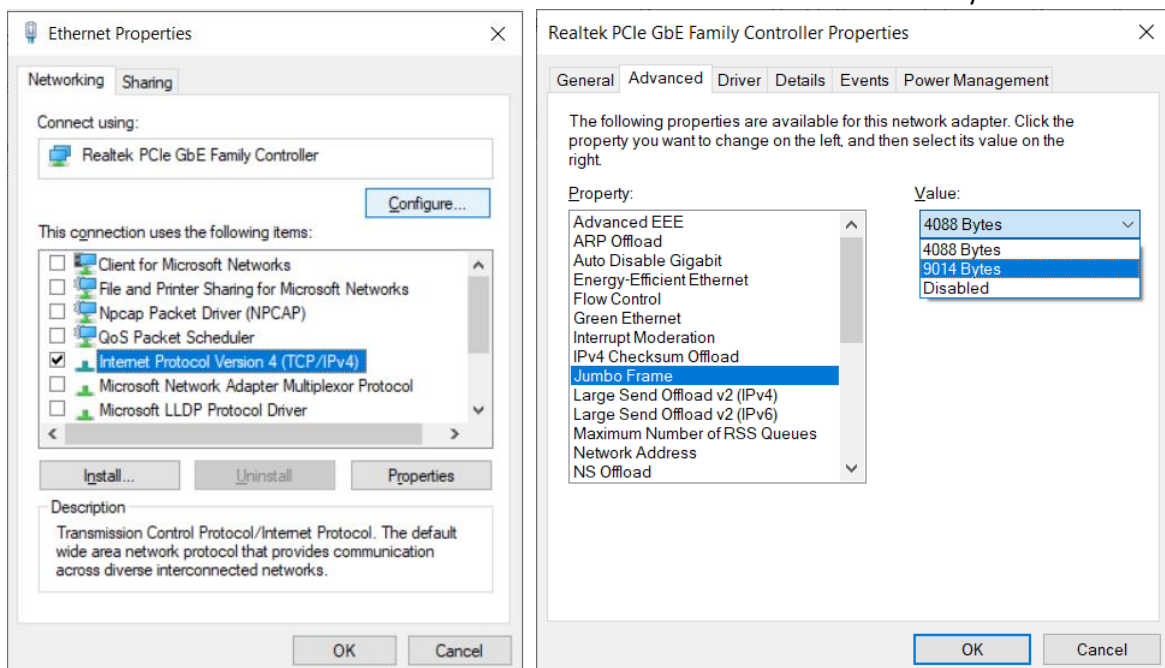 Ethernet Properties
Networking Sharing
Connect using:
Realtek PCIe GbE Family Controller
Configure...
This connection uses the following items:
Client for Microsoft Networks
File and Printer Sharing for Microsoft Networks
Npcap Packet Driver (NPCAP)
QoS Packet Scheduler
Internet Protocol Version 4 (TCP/IPv4)
Microsoft Network Adapter Multiplexor Protocol
Microsoft LLDP Protocol Driver
Install... Uninstall Properties
Description
Transmission Control Protocol/Internet Protocol. The default
wide area network protocol that provides communication
across diverse interconnected networks.
OK Cancel
Realtek PCIe GbE Family Controller Properties
General Advanced Driver Details Events Power Management
The following properties are available for this network adapter. Click the
property you want to change on the left, and then select its value on the
right.
Property:
Advanced EEE
ARP Offload
Auto Disable Gigabit
Energy-Efficient Ethernet
Flow Control
Green Ethernet
Interrupt Moderation
IPv4 Checksum Offload
Jumbo Frame
Large Send Offload v2 (IPv4)
Large Send Offload v2 (IPv6)
Maximum Number of RSS Queues
Network Address
NS Offload
Value:
4088 Bytes
4088 Bytes
9014 Bytes
Disabled
OK Cancel